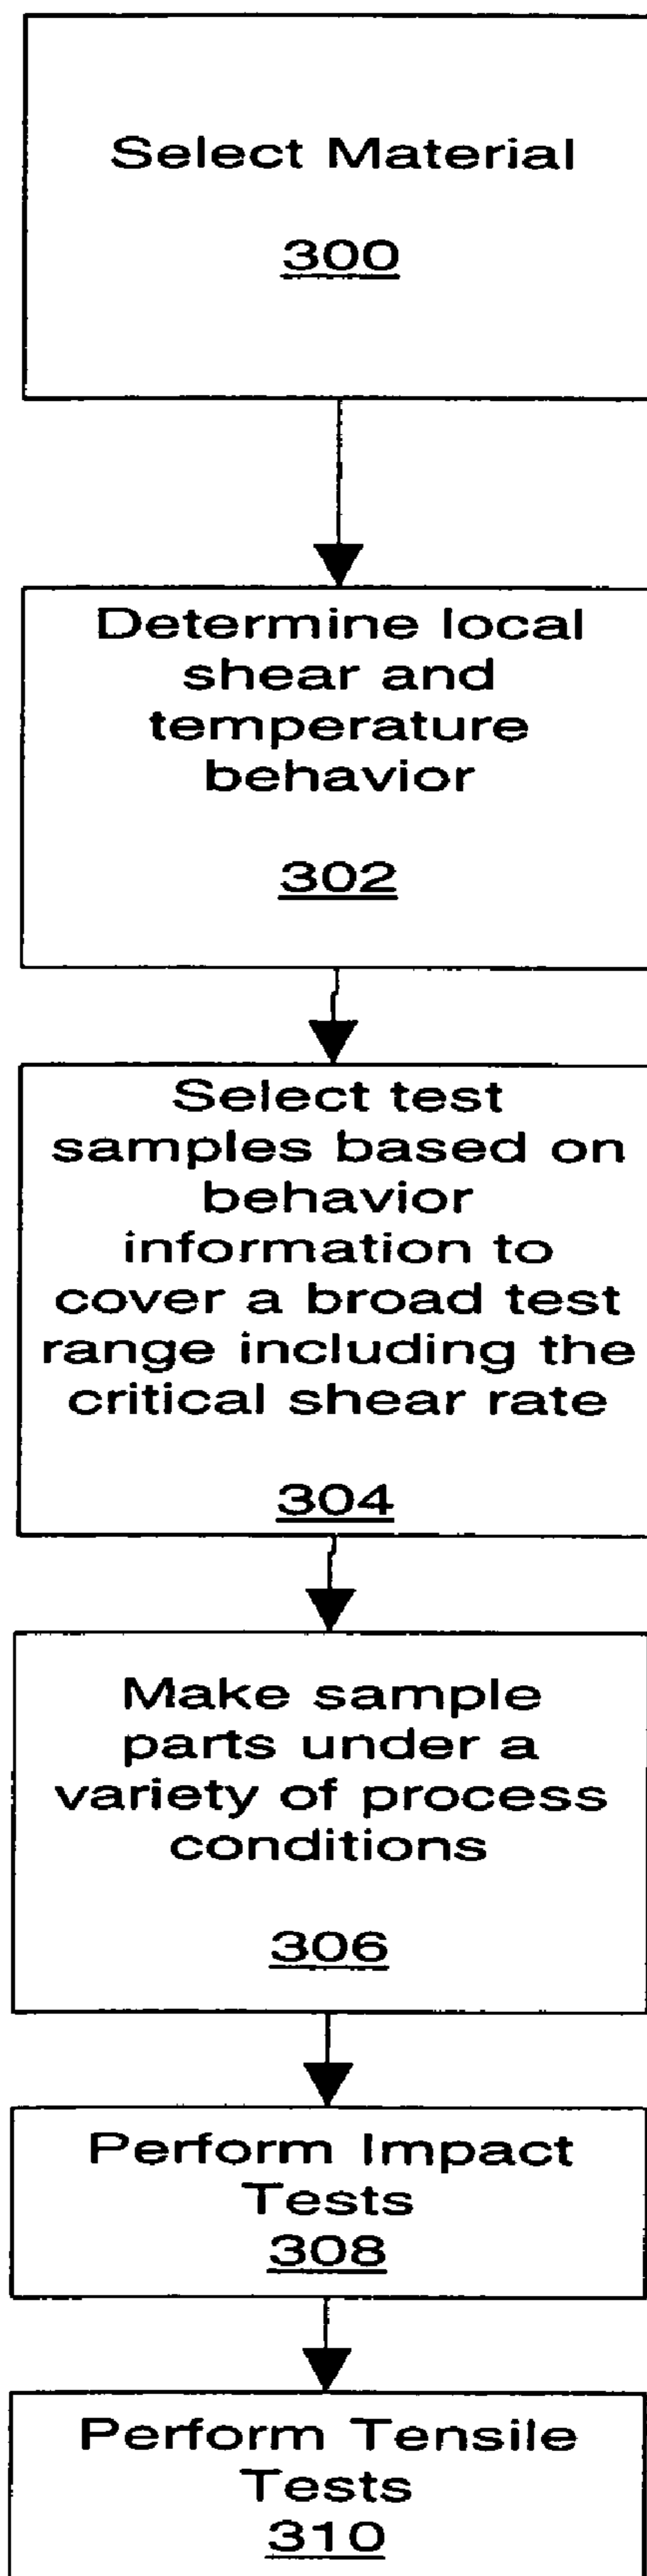 Select Material
300
Determine local
shear and
temperature
behavior
302
Select test
samples based on
behavior
information to
cover a broad test
range including the
critical shear rate
304
Make sample
parts under a
variety of process
conditions
306
Perform Impact
Tests
308
Perform Tensile
Tests
310